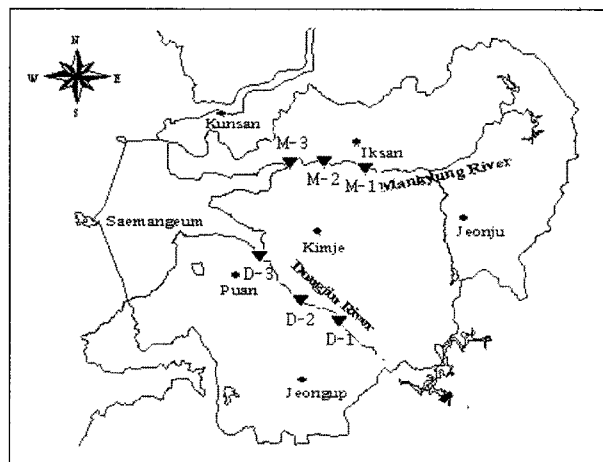 N
W E
S
Kunsan
M-3
Iksan
M-2
M-1
Mankyung River
Saemangeum
Jeonju
Kimje
D-3
Puan
Dongjin River
D-2
D-1
Jeongup